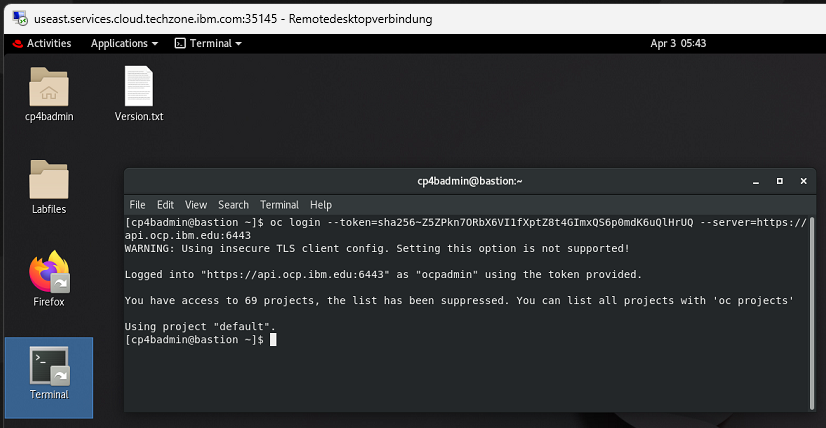 useast.services.cloud.techzone.ibm.com:35145 - Remotedesktopverbindung
Activities Applications Terminal Apr 3 05:43
cp4badmin
Version.txt
Labfiles
Firefox
Terminal
cp4badmin@bastion:~
File Edit View Search Terminal Help
[cp4badmin@bastion ~]$ oc login --token=sha256~Z5ZPkn7ORbX6VI1fXptZ8t4GImxQS6p0mdK6uQlHrUQ --server=https://
api.ocp.ibm.edu:6443
WARNING: Using insecure TLS client config. Setting this option is not supported!
Logged into "https://api.ocp.ibm.edu:6443" as "ocpadmin" using the token provided.
You have access to 69 projects, the list has been suppressed. You can list all projects with 'oc projects'
Using project "default".
[cp4badmin@bastion ~]$